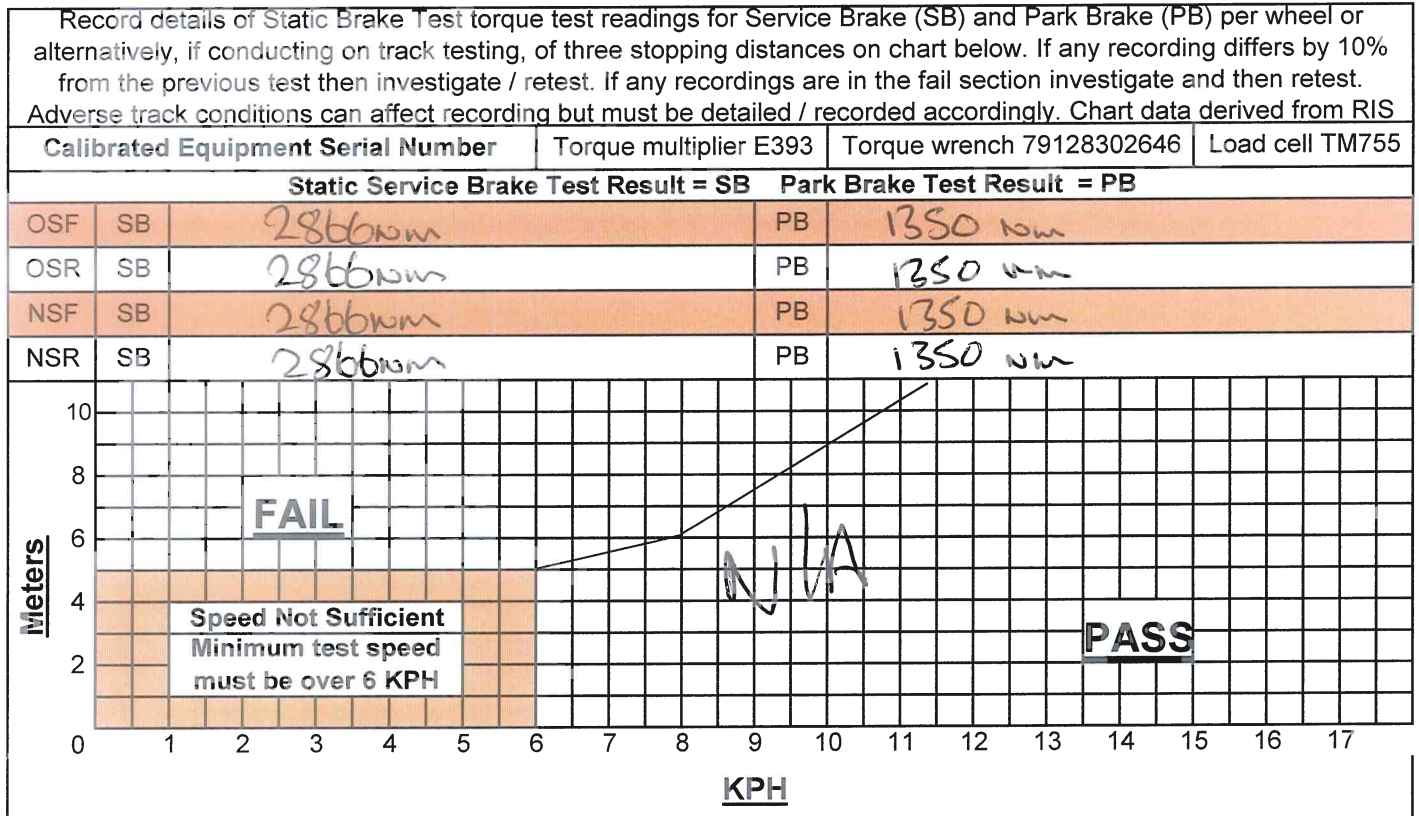 Record details of Static Brake Test torque test readings for Service Brake (SB) and Park Brake (PB) per wheel or
alternatively, if conducting on track testing, of three stopping distances on chart below. If any recording differs by 10%
from the previous test then investigate / retest. If any recordings are in the fail section investigate and then retest.
Adverse track conditions can affect recording but must be detailed / recorded accordingly. Chart data derived from RIS
Calibrated Equipment Serial Number Torque multiplier E393 Torque wrench 79128302646 Load cell TM755
Static Service Brake Test Result = SB Park Brake Test Result = PB
OSF SB 2866Nm PB 1350 Nm
OSR SB 2866Nm PB 1350 Nm
NSF SB 2866Nm PB 1350 Nm
NSR SB 2866Nm PB 1350 Nm
10
8
FAIL
6
N/A
Meters
4
Speed Not Sufficient
Minimum test speed
must be over 6 KPH
PASS
2
0 1 2 3 4 5 6 7 8 9 10 11 12 13 14 15 16 17
KPH